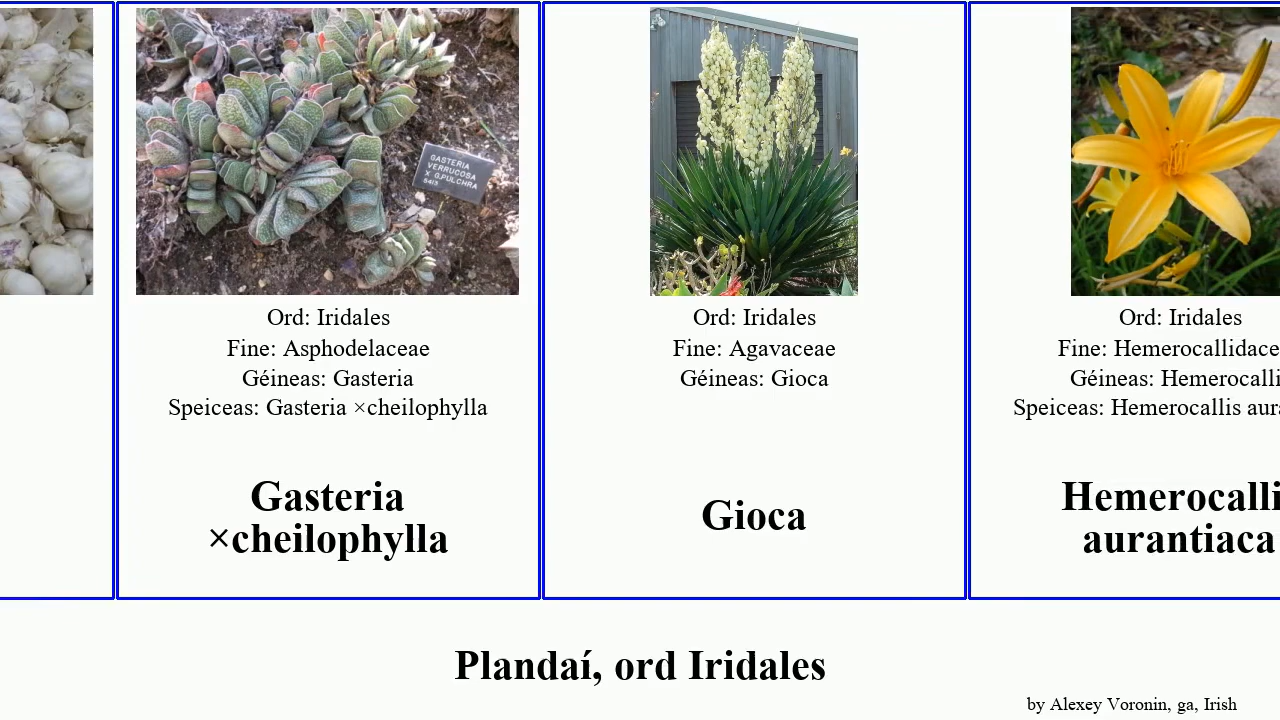 GASTERIA
VERRUCOSA
X G.PULCHRA
Ord: Iridales
Fine: Asphodelaceae
Géineas: Gasteria
Speiceas: Gasteria ×cheilophylla
Gasteria
×cheilophylla
Ord: Iridales
Fine: Agavaceae
Géineas: Gioca
Gioca
Ord: Iridales
Fine: Hemerocallidace
Géineas: Hemerocalli
Speiceas: Hemerocallis aur
Hemerocalli
aurantiaca
Plandaí, ord Iridales
by Alexey Voronin, ga, Irish